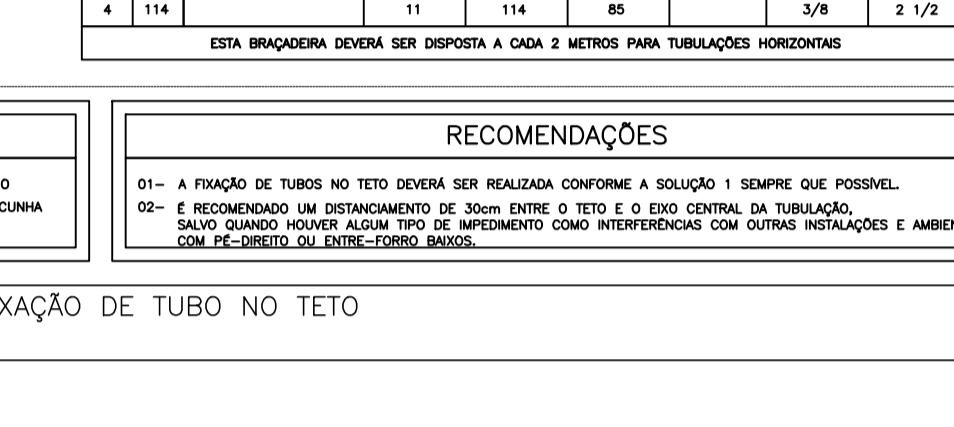 4 114 11 114 85 3/8 2 1/2
ESTA BRAÇADEIRA DEVERÁ SER DISPOSTA A CADA 2 METROS PARA TUBULAÇÕES HORIZONTAIS
O
CUNHA
RECOMENDAÇÕES
01- A FIXAÇÃO DE TUBOS NO TETO DEVERÁ SER REALIZADA CONFORME A SOLUÇÃO 1 SEMPRE QUE POSSÍVEL.
02- É RECOMENDADO UM DISTANCIAMENTO DE 30cm ENTRE O TETO E O EIXO CENTRAL DA TUBULAÇÃO,
SALVO QUANDO HOUVER ALGUM TIPO DE IMPEDIMENTO COMO INTERFERÊNCIAS COM OUTRAS INSTALAÇÕES E AMBIEN
COM PÉ-DIREITO OU ENTRE-FORRO BAIXOS.
XAÇÃO DE TUBO NO TETO